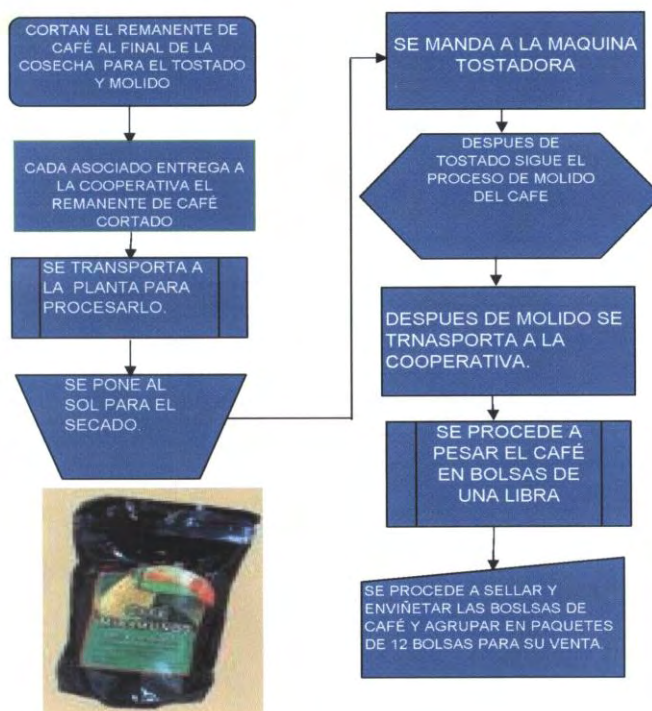 CORTAN EL REMANENTE DE
CAFÉ AL FINAL DE LA
COSECHA PARA EL TOSTADO
Y MOLIDO
CADA ASOCIADO ENTREGA A
LA COOPERATIVA EL
REMANENTE DE CAFÉ
CORTADO
SE TRANSPORTA A
LA PLANTA PARA
PROCESARLO.
SE PONE AL
SOL PARA EL
SECADO.
SE MANDA A LA MAQUINA
TOSTADORA
DESPUES DE
TOSTADO SIGUE EL
PROCESO DE MOLIDO
DEL CAFE
DESPUES DE MOLIDO SE
TRNASPORTA A LA
COOPERATIVA.
SE PROCEDE A
PESAR EL CAFÉ
EN BOLSAS DE
UNA LIBRA
SE PROCEDE A SELLAR Y
ENVIÑETAR LAS BOSLSAS DE
CAFÉ Y AGRUPAR EN PAQUETES
DE 12 BOLSAS PARA SU VENTA.
CAFE
MIRAMUNDO